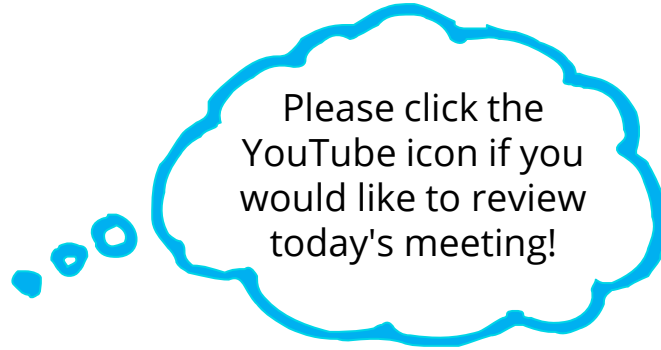 Please click the
YouTube icon if you
would like to review
today's meeting!